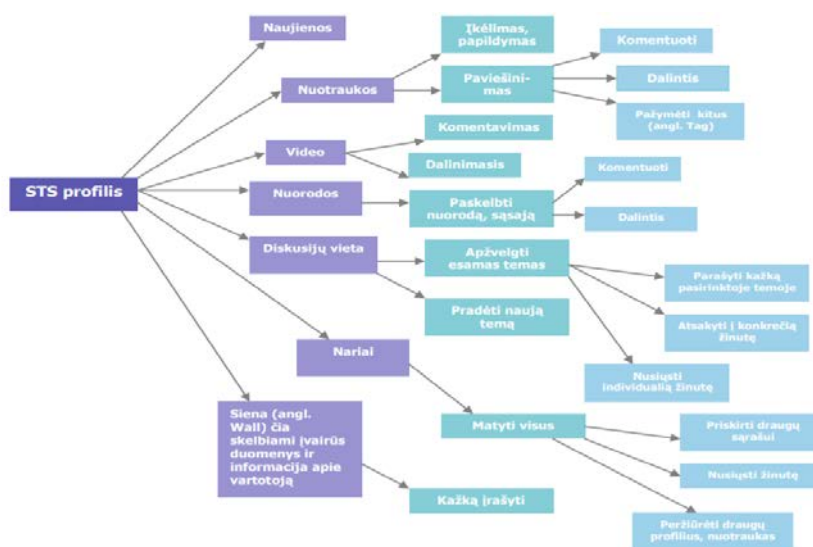 Naujienos
Įkėlimas,
papildymas
Komentuoti
Nuotraukos
Paviešini-
mas
Dalintis
Pažymėti kitus
(angl. Tag)
Komentavimas
Video
Dalinimasis
STS profilis
Nuorodos
Paskelbti
nuorodą, sąsają
Komentuoti
Dalintis
Diskusijų vieta
Apžvelgti
esamas temas
Parašyti kažką
pasirinktoje temoje
Pradėti naują
temą
Atsakyti į konkrečią
žinutę
Nariai
Nusiųsti
individualią žinutę
Siena (angl.
Wall) čia
skelbiami įvairūs
duomenys ir
informacija apie
vartotoją
Matyti visus
Priskirti draugų
sąrašui
Nusiųsti žinutę
Kažką įrašyti
Peržiūrėti draugų
profilius, nuotraukas